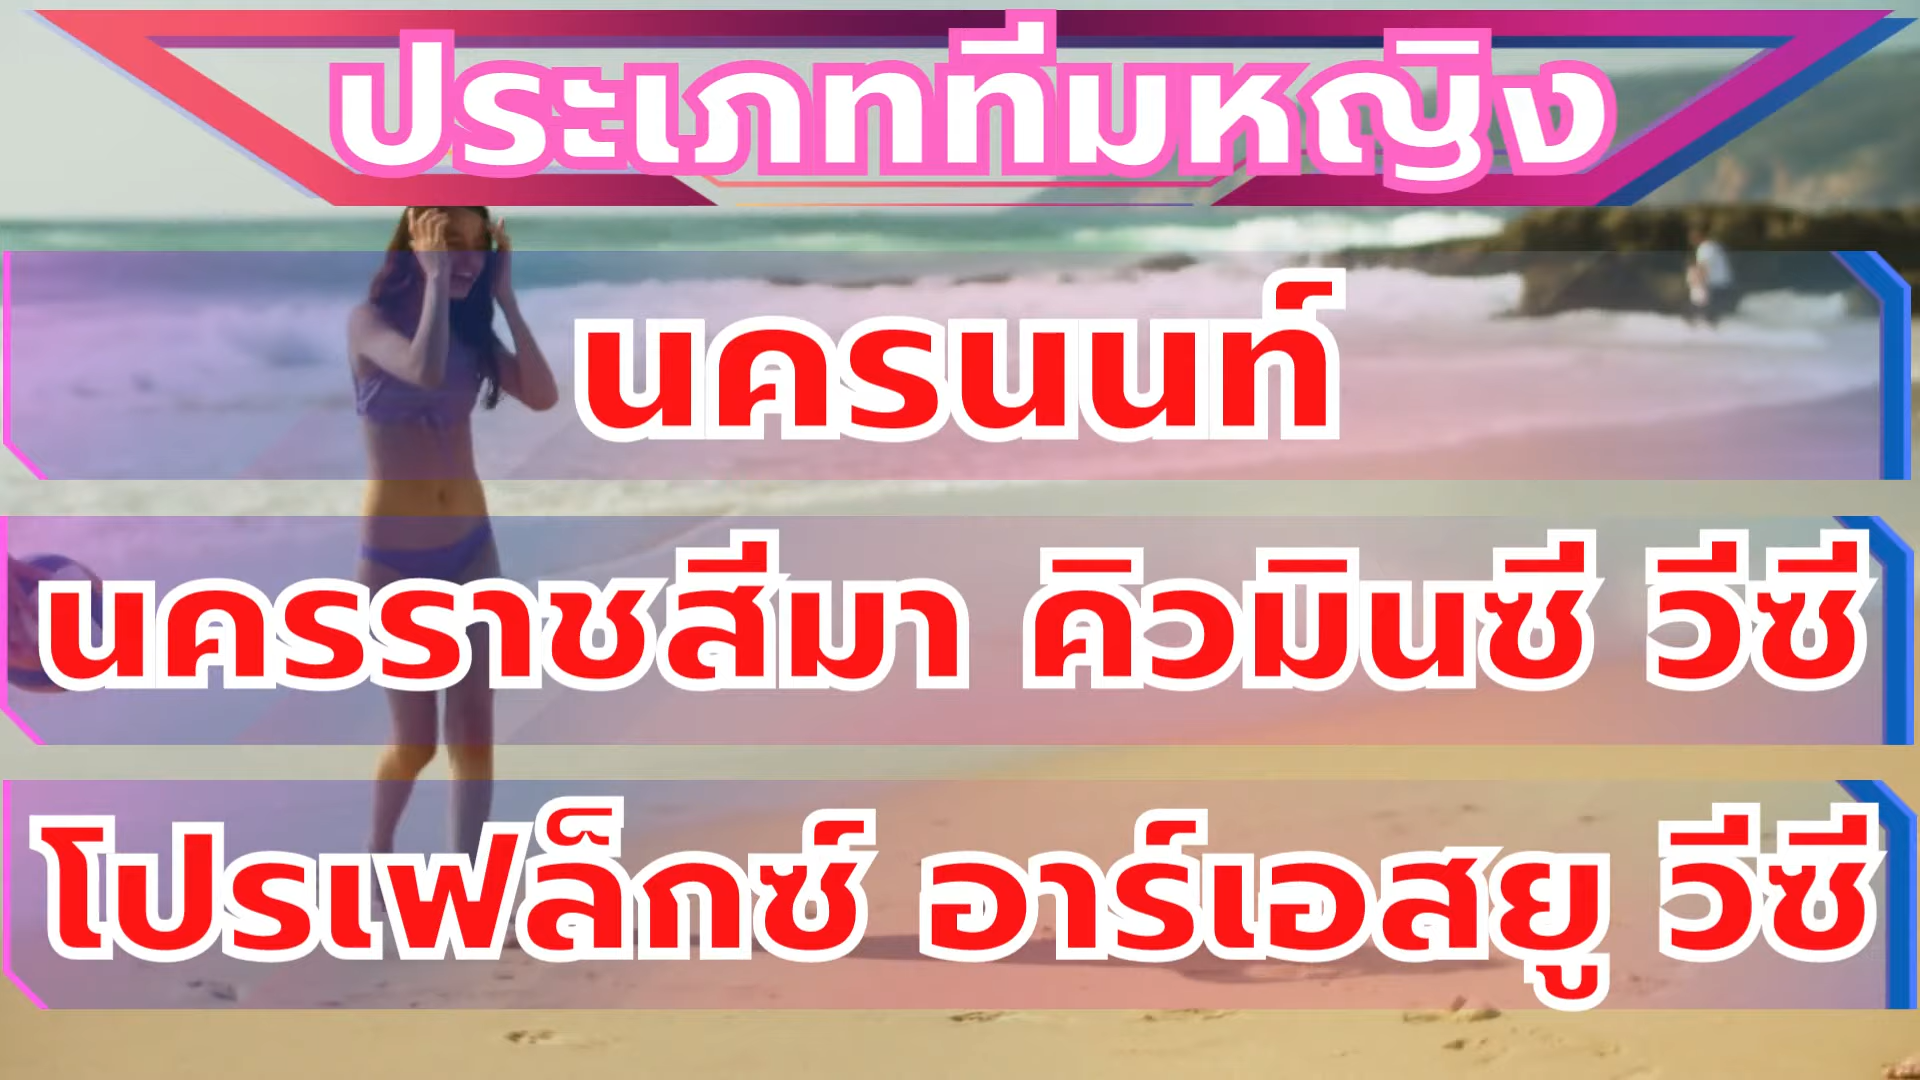 ประเภททีมหญิง
นครนนท์
นครราชสีมา คิวมินซี วีซี
โปรเฟล็กซ์ อาร์เอสยู วีซี